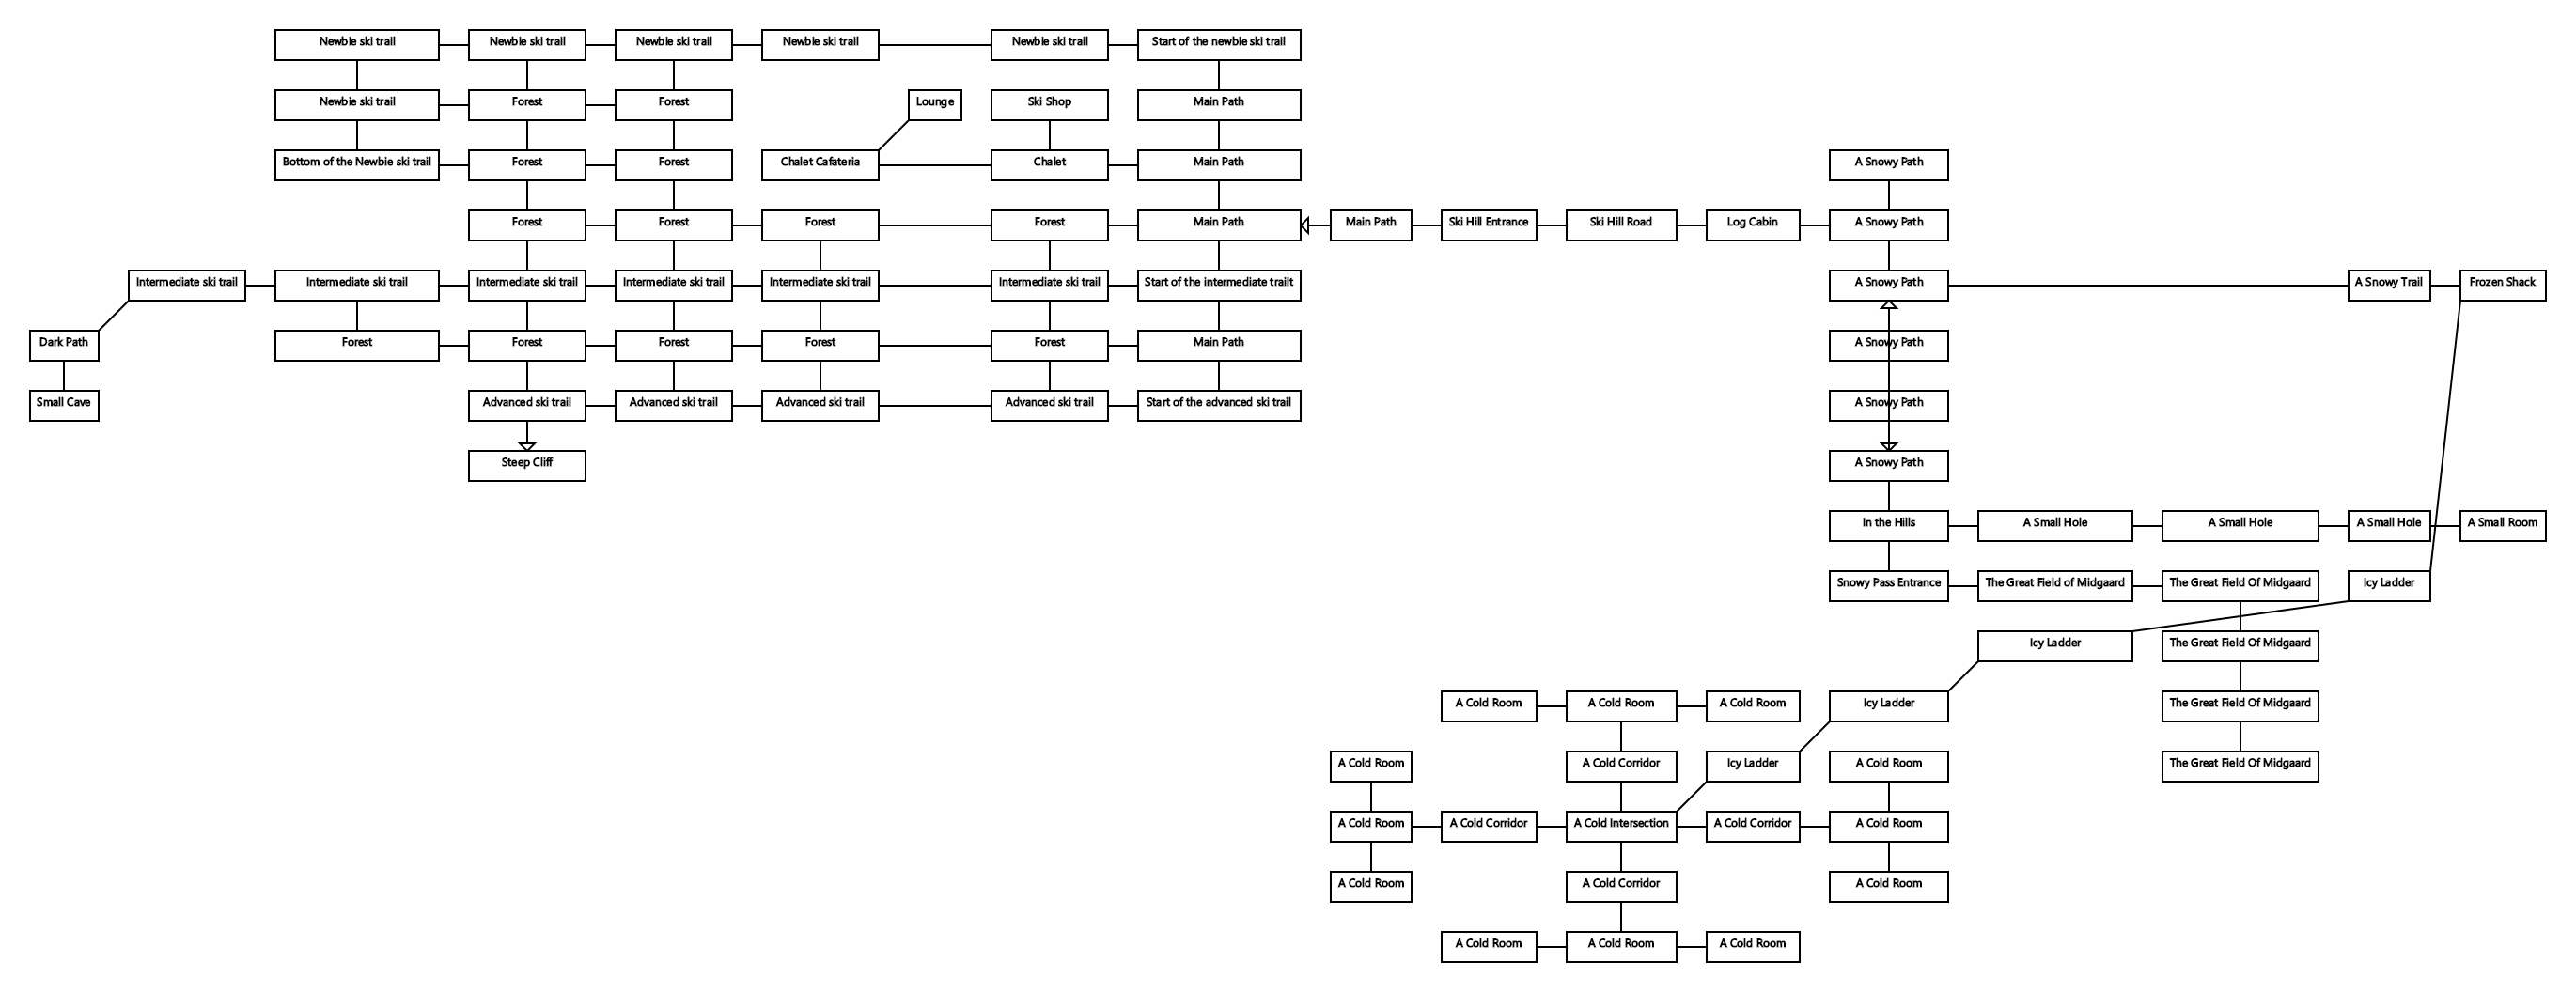 Newbie ski trail
Newbie ski trail
Newbie ski trail
Newbie ski trail
Newbie ski trail
Start of the newbie ski trail
Newbie ski trail
Forest
Forest
Lounge
Ski Shop
Main Path
Bottom of the Newbie ski trail
Forest
Forest
Chalet Cafateria
Chalet
Main Path
A Snowy Path
Forest
Forest
Forest
Forest
Main Path
Main Path
Ski Hill Entrance
Ski Hill Road
Log Cabin
A Snowy Path
Intermediate ski trail
Intermediate ski trail
Intermediate ski trail
Intermediate ski trail
Intermediate ski trail
Intermediate ski trail
Start of the intermediate trailt
A Snowy Path
A Snowy Trail
Frozen Shack
Dark Path
Forest
Forest
Forest
Forest
Forest
Main Path
A Snowy Path
Small Cave
Advanced ski trail
Advanced ski trail
Advanced ski trail
Advanced ski trail
Start of the advanced ski trail
A Snowy Path
Steep Cliff
A Snowy Path
In the Hills
A Small Hole
A Small Hole
A Small Hole
A Small Room
Snowy Pass Entrance
The Great Field of Midgaard
The Great Field Of Midgaard
Icy Ladder
Icy Ladder
The Great Field Of Midgaard
A Cold Room
A Cold Room
A Cold Room
Icy Ladder
The Great Field Of Midgaard
A Cold Room
A Cold Corridor
Icy Ladder
A Cold Room
The Great Field Of Midgaard
A Cold Room
A Cold Corridor
A Cold Intersection
A Cold Corridor
A Cold Room
A Cold Room
A Cold Corridor
A Cold Room
A Cold Room
A Cold Room
A Cold Room